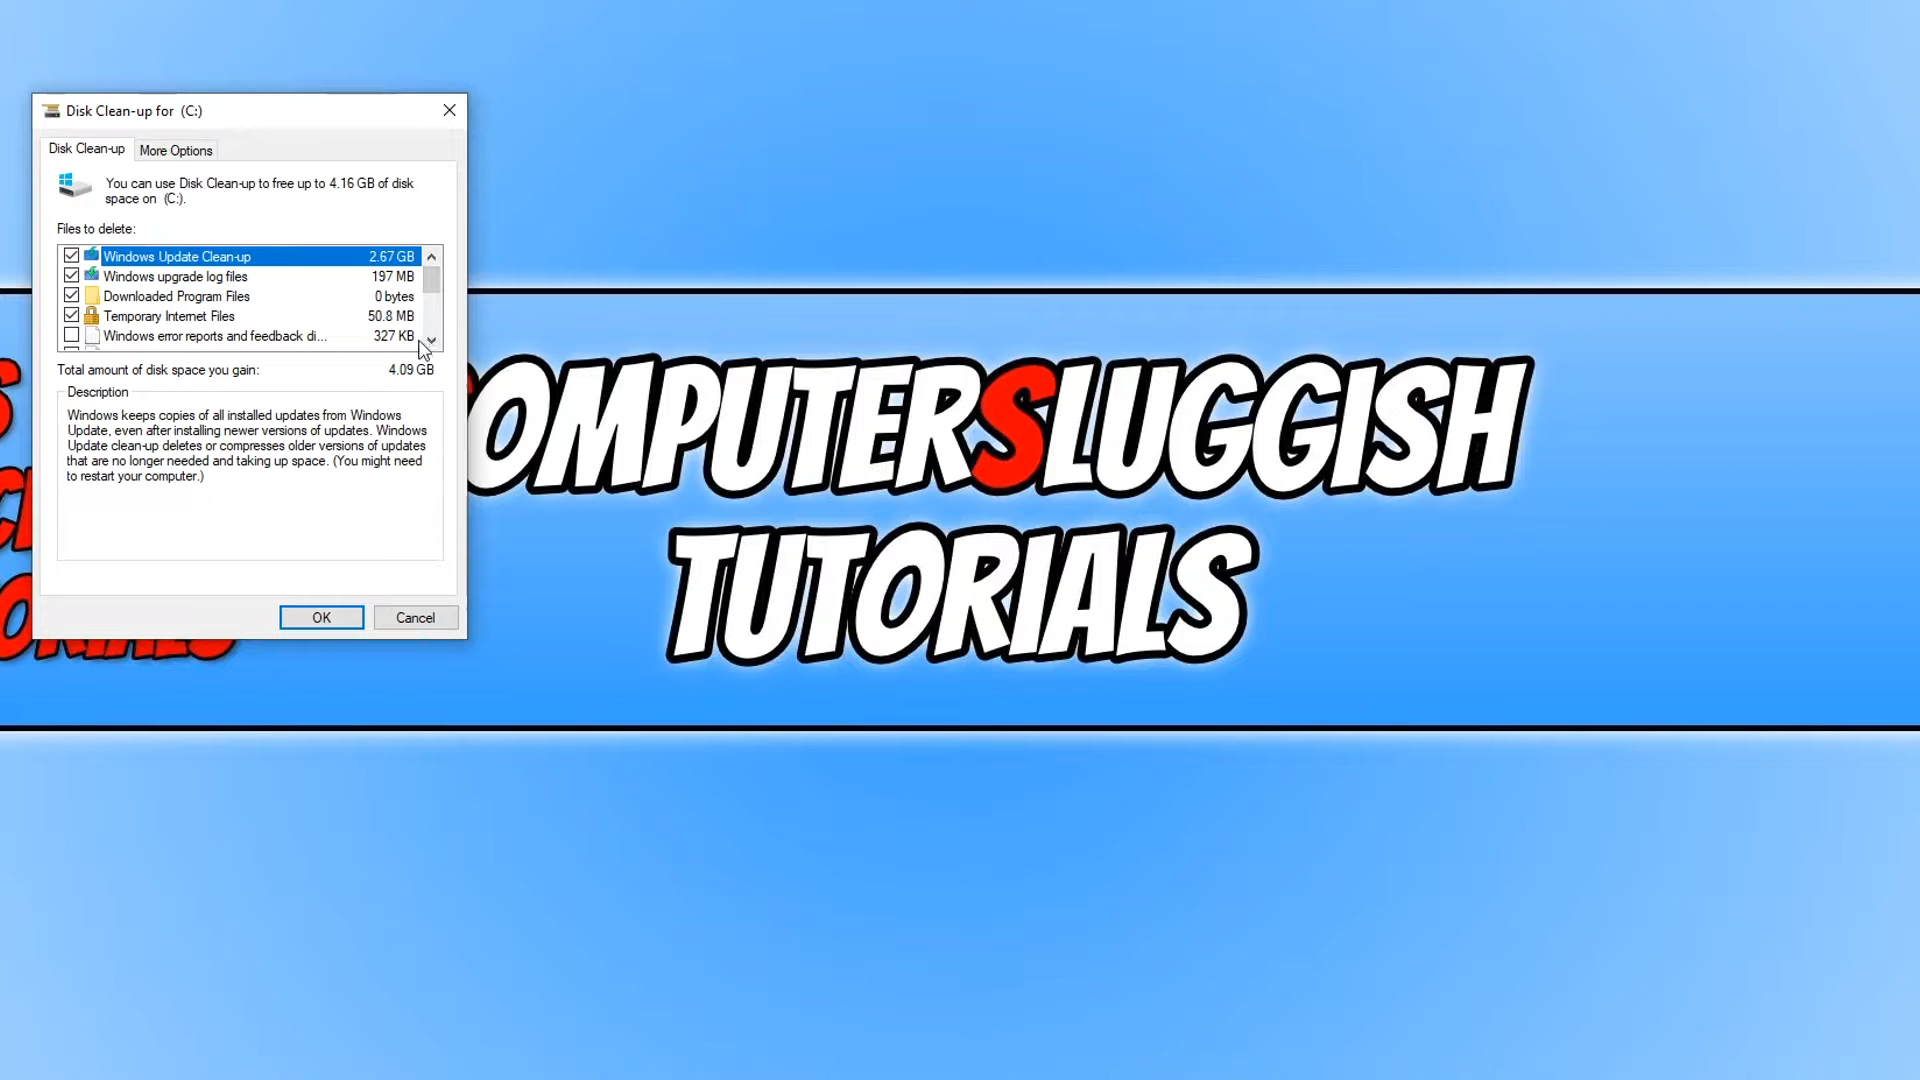 Disk Clean-up for (C:)
Disk Clean-up
More Options
You can use Disk Clean-up to free up to 4.16 GB of disk
space on (C:).
Files to delete:
Windows Update Clean-up 2.67 GB
Windows upgrade log files 197 MB
Downloaded Program Files 0 bytes
Temporary Internet Files 50.8 MB
Windows error reports and feedback di... 327 KB
Total amount of disk space you gain: 4.09 GB
Description
Windows keeps copies of all installed updates from Windows
Update, even after installing newer versions of updates. Windows
Update clean-up deletes or compresses older versions of updates
that are no longer needed and taking up space. (You might need
to restart your computer.)
OK
Cancel
OMPUTERSLUGGISH
TUTORIALS